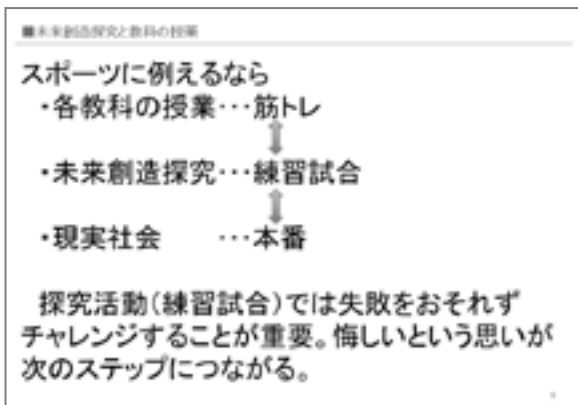 ■未来創造探究と教科の授業
スポーツに例えるなら
・各教科の授業…筋トレ
・未来創造探究…練習試合
・現実社会　　…本番
探究活動(練習試合)では失敗をおそれず
チャレンジすることが重要。悔しいという思いが
次のステップにつながる。